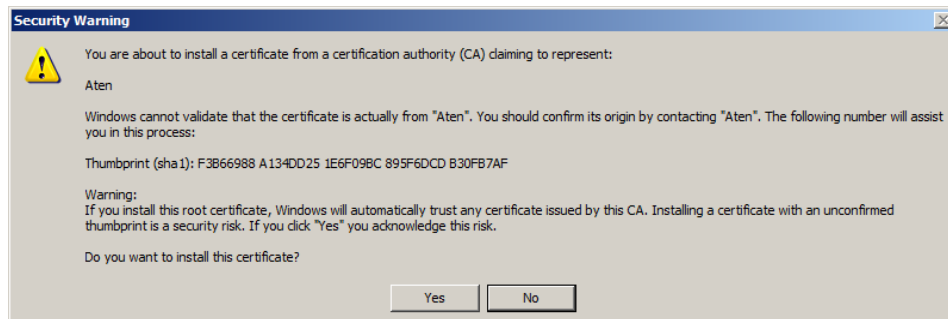 Security Warning
You are about to install a certificate from a certification authority (CA) claiming to represent:
Aten
Windows cannot validate that the certificate is actually from "Aten". You should confirm its origin by contacting "Aten". The following number will assist
you in this process:
Thumbprint (sha1): F3B66988 A134DD25 1E6F09BC 895F6DCD B30FB7AF
Warning:
If you install this root certificate, Windows will automatically trust any certificate issued by this CA. Installing a certificate with an unconfirmed
thumbprint is a security risk. If you click "Yes" you acknowledge this risk.
Do you want to install this certificate?
Yes No